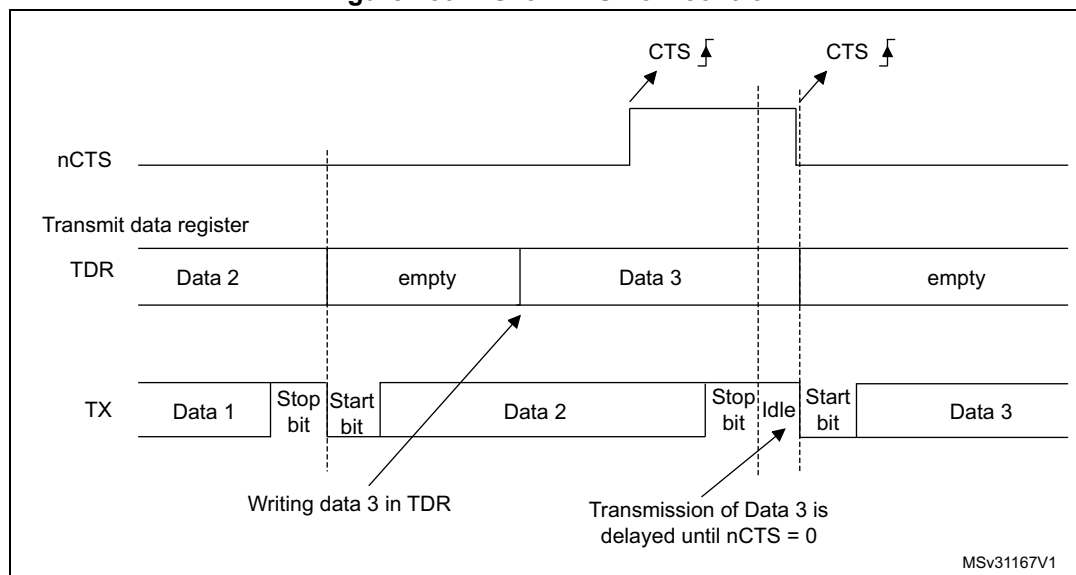 CTS CTS
nCTS
Transmit data register
TDR Data 2 empty Data 3 empty
TX Data 1 Stop bit Start bit Data 2 Stop bit Idle Start bit Data 3
Writing data 3 in TDR
Transmission of Data 3 is
delayed until nCTS = 0
MSv31167V1